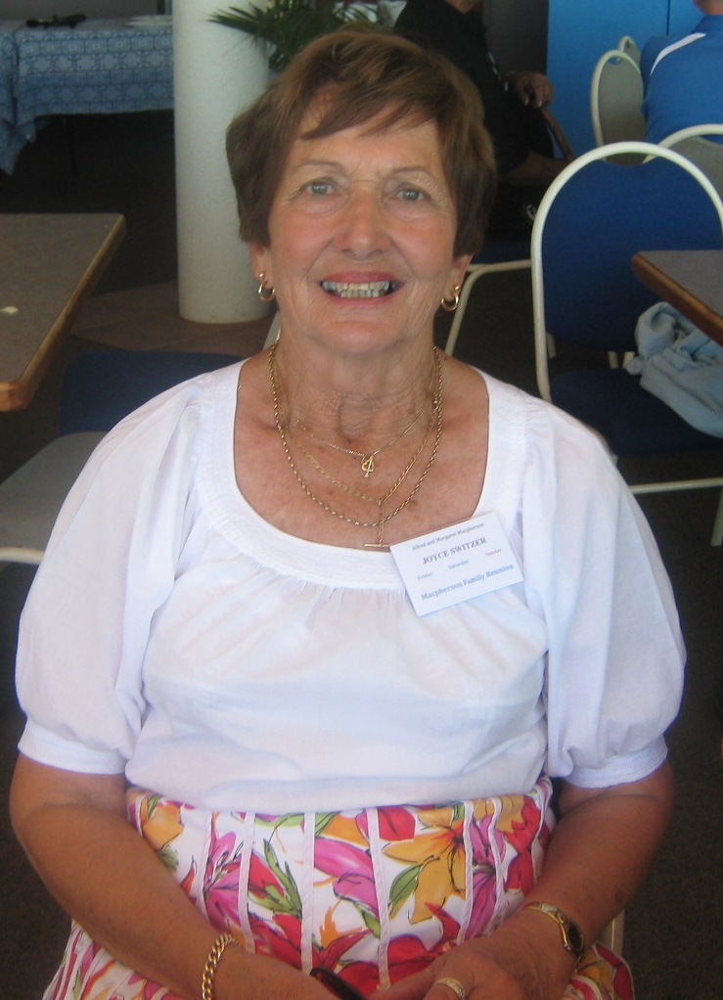 Alfred and Margaret Macpherson
JOYCE SWITZER
Friday Saturday Sunday
Macpherson Family Reunion